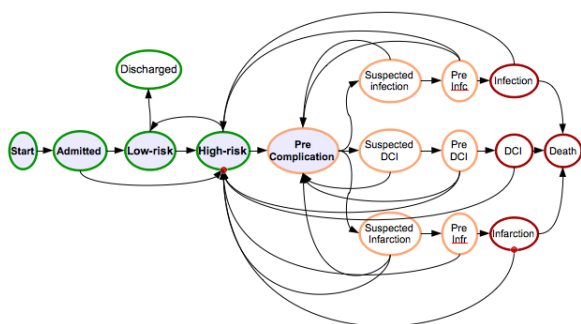 Discharged
Start
Admitted
Low-risk
High-risk
Pre
Complication
Suspected
infection
Pre
Infc
Infection
Suspected
DCI
Pre
DCI
DCI
Death
Suspected
Infarction
Pre
Infr
Infarction